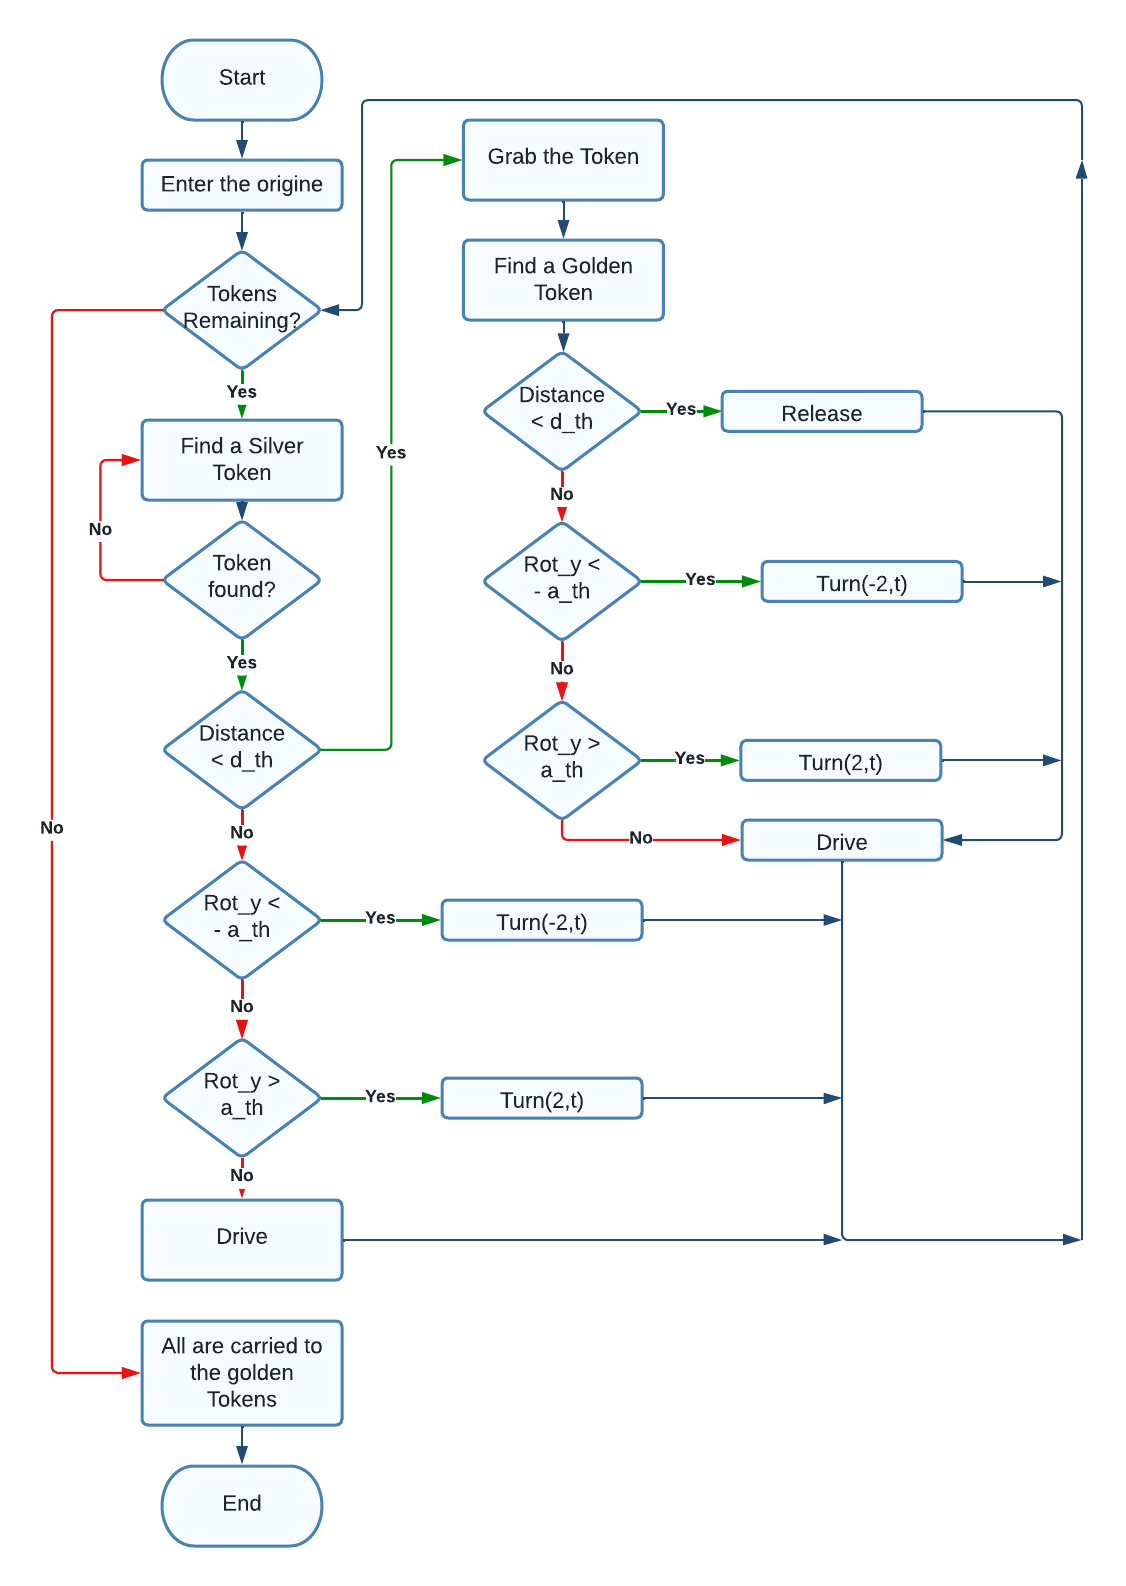 Start
Enter the origine
Tokens
Remaining?
Yes
No
Find a Silver
Token
No
Token
found?
Yes
Distance
< d_th
Yes
No
Rot_y <
- a_th
Yes
Turn(-2,t)
No
Rot_y >
a_th
Yes
Turn(2,t)
No
Drive
All are carried to
the golden
Tokens
End
Grab the Token
Find a Golden
Token
Distance
< d_th
Yes
Release
No
Rot_y <
- a_th
Yes
Turn(-2,t)
No
Rot_y >
a_th
Yes
Turn(2,t)
No
Drive